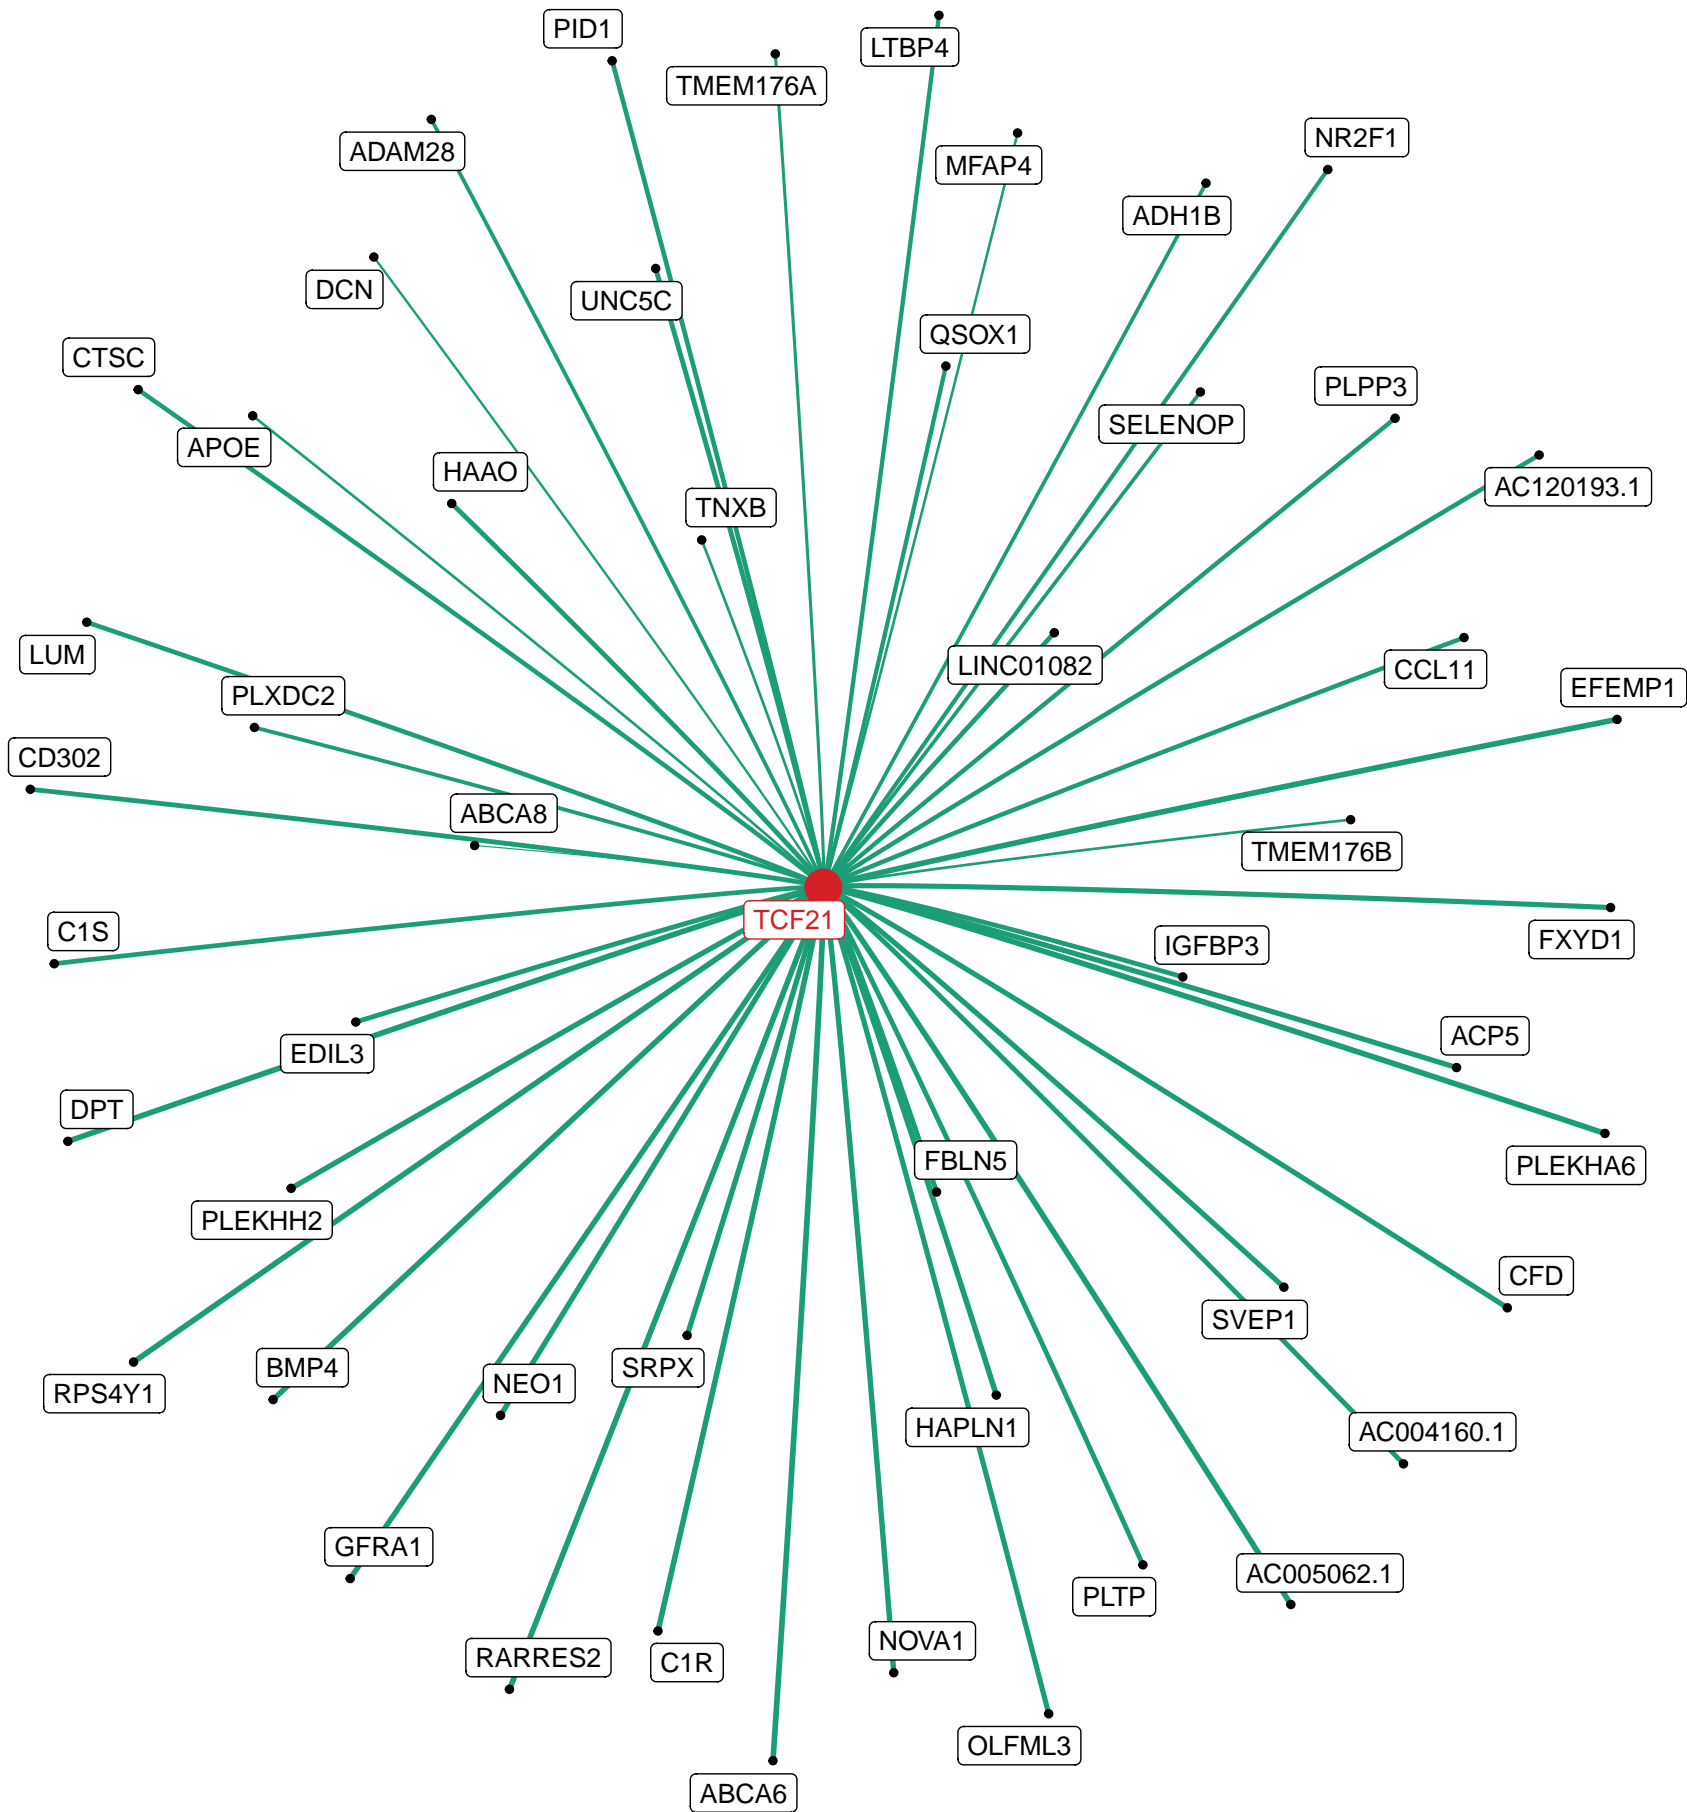 PID1
LTBP4
TMEM176A
NR2F1
ADAM28
MFAP4
ADH1B
DCN
UNC5C
QSOX1
CTSC
PLPP3
SELENOP
APOE
HAAO
AC120193.1
TNXB
LUM
LINC01082
CCL11
EFEMP1
PLXDC2
CD302
ABCA8
TMEM176B
TCF21
C1S
FXYD1
IGFBP3
ACP5
EDIL3
DPT
FBLN5
PLEKHA6
PLEKHH2
CFD
SVEP1
BMP4
SRPX
NEO1
RPS4Y1
HAPLN1
AC004160.1
GFRA1
AC005062.1
PLTP
NOVA1
RARRES2
C1R
OLFML3
ABCA6